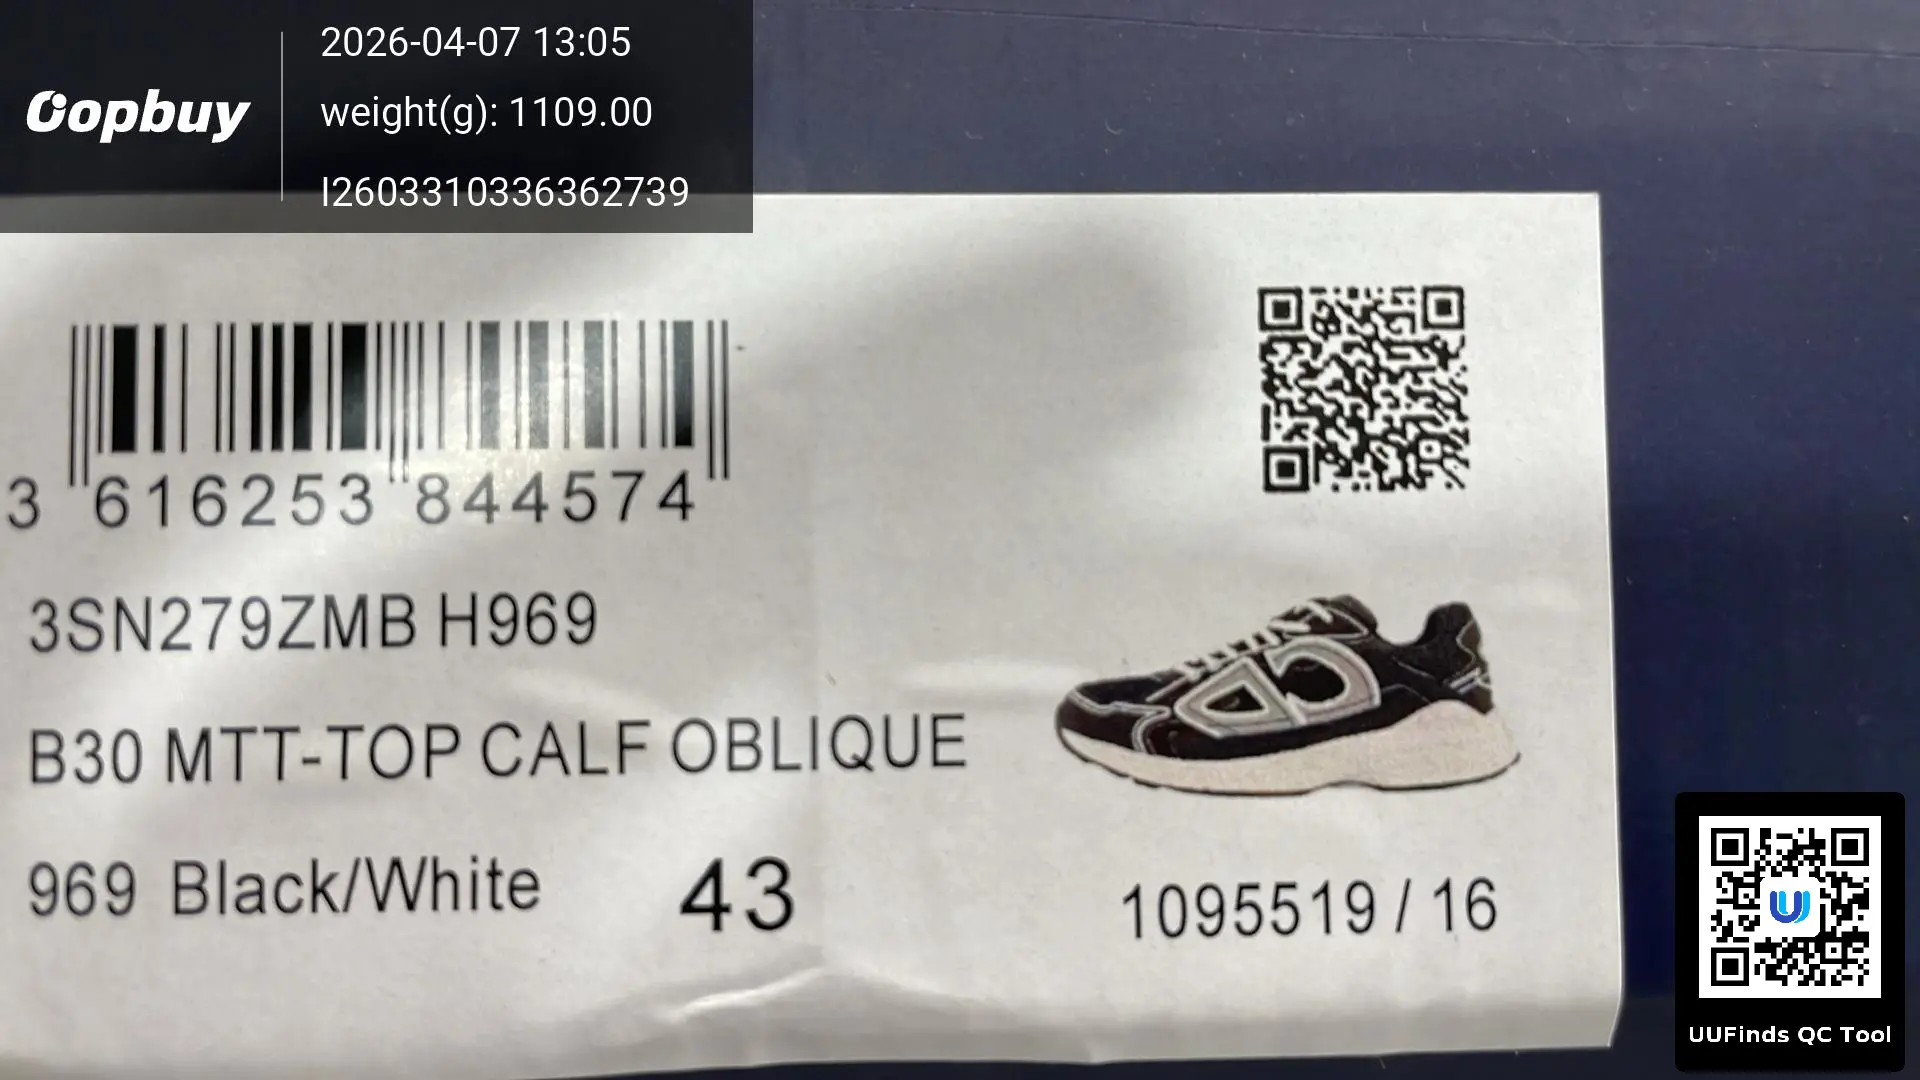 Oopbuy
2026-04-07 13:05
weight(g): 1109.00
I2603310336362739
3 616253 844574
3SN279ZMB H969
B30 MTT-TOP CALF OBLIQUE
969 Black/White 43
1095519 / 16
UUFinds QC Tool